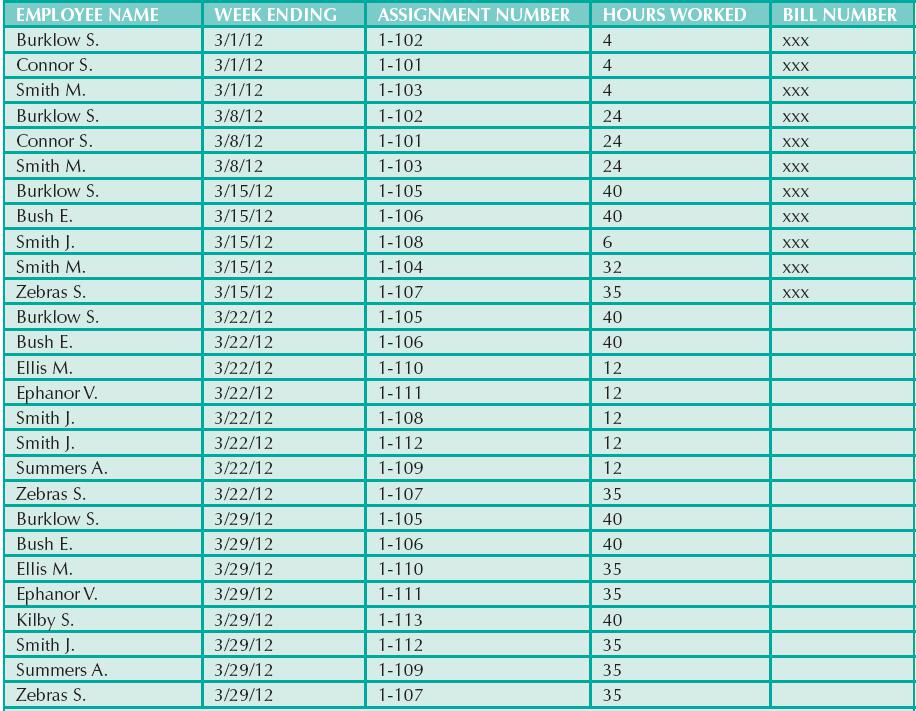 EMPLOYEE NAME WEEK ENDING ASSIGNMENT NUMBER HOURS WORKED BILL NUMBER
Burklow S. 3/1/12 1-102 4 xxx
Connor S. 3/1/12 1-101 4 xxx
Smith M. 3/1/12 1-103 4 xxx
Burklow S. 3/8/12 1-102 24 xxx
Connor S. 3/8/12 1-101 24 xxx
Smith M. 3/8/12 1-103 24 xxx
Burklow S. 3/15/12 1-105 40 xxx
Bush E. 3/15/12 1-106 40 xxx
Smith J. 3/15/12 1-108 6 xxx
Smith M. 3/15/12 1-104 32 xxx
Zebras S. 3/15/12 1-107 35 xxx
Burklow S. 3/22/12 1-105 40
Bush E. 3/22/12 1-106 40
Ellis M. 3/22/12 1-110 12
Ephanor V. 3/22/12 1-111 12
Smith J. 3/22/12 1-108 12
Smith J. 3/22/12 1-112 12
Summers A. 3/22/12 1-109 12
Zebras S. 3/22/12 1-107 35
Burklow S. 3/29/12 1-105 40
Bush E. 3/29/12 1-106 40
Ellis M. 3/29/12 1-110 35
Ephanor V. 3/29/12 1-111 35
Kilby S. 3/29/12 1-113 40
Smith J. 3/29/12 1-112 35
Summers A. 3/29/12 1-109 35
Zebras S. 3/29/12 1-107 35